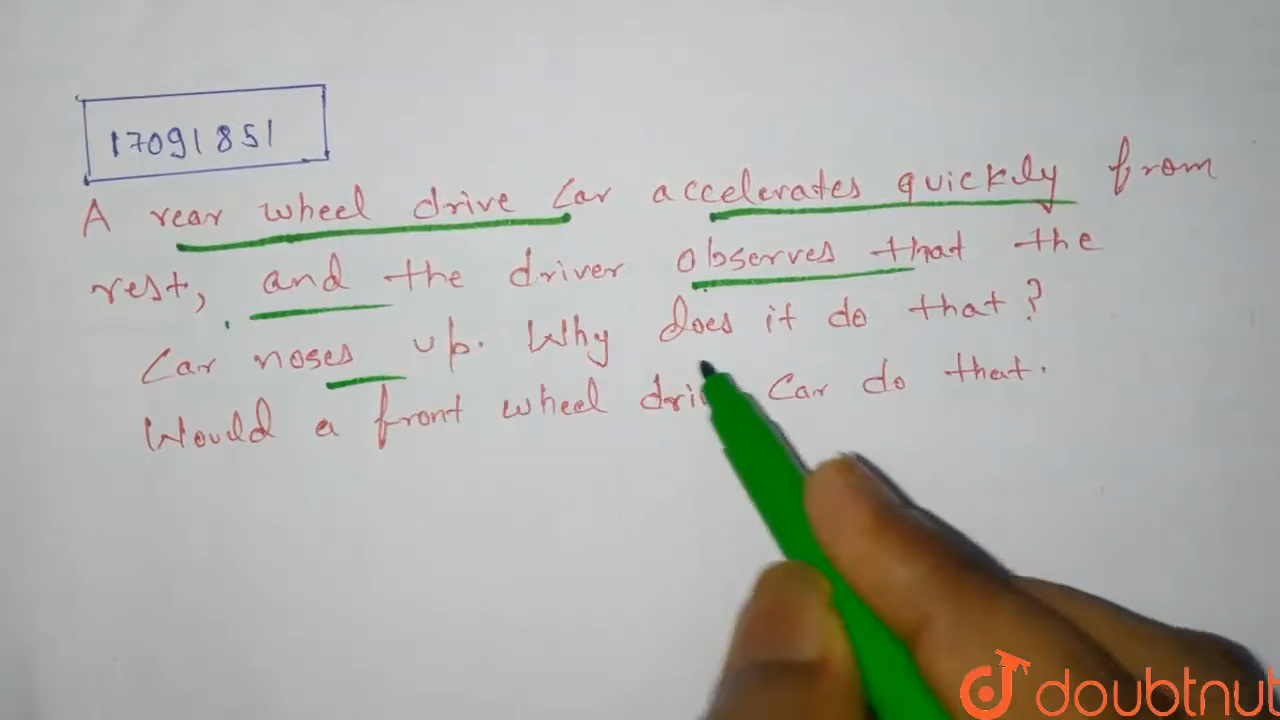 17091851
A rear wheel drive Car accelerates quickly from
rest, and the driver observes that the
Car noses up. Why does it do that?
Would a front wheel driv Car do that.
doubtnut